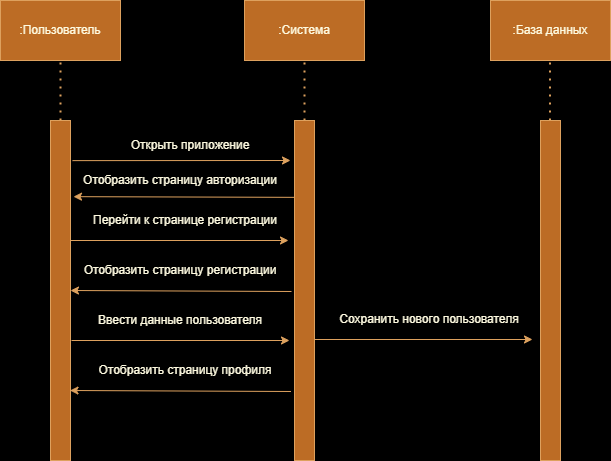 :Пользователь
:Система
:База данных
Открыть приложение
Отобразить страницу авторизации
Перейти к странице регистрации
Отобразить страницу регистрации
Ввести данные пользователя
Сохранить нового пользователя
Отобразить страницу профиля